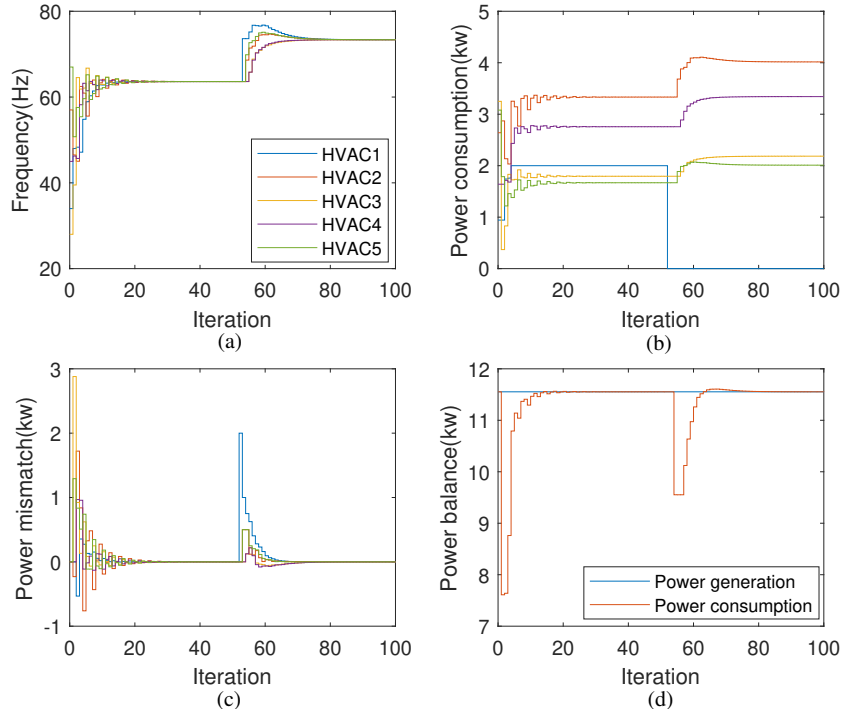 80
60
40
20
Frequency(Hz)
HVAC1
HVAC2
HVAC3
HVAC4
HVAC5
0 20 40 60 80 100
Iteration
(a)
5
4
3
2
1
0
Power consumption(kw)
0 20 40 60 80 100
Iteration
(b)
3
2
1
0
-1
Power mismatch(kw)
0 20 40 60 80 100
Iteration
(c)
12
11
10
9
8
7
Power balance(kw)
Power generation
Power consumption
0 20 40 60 80 100
Iteration
(d)